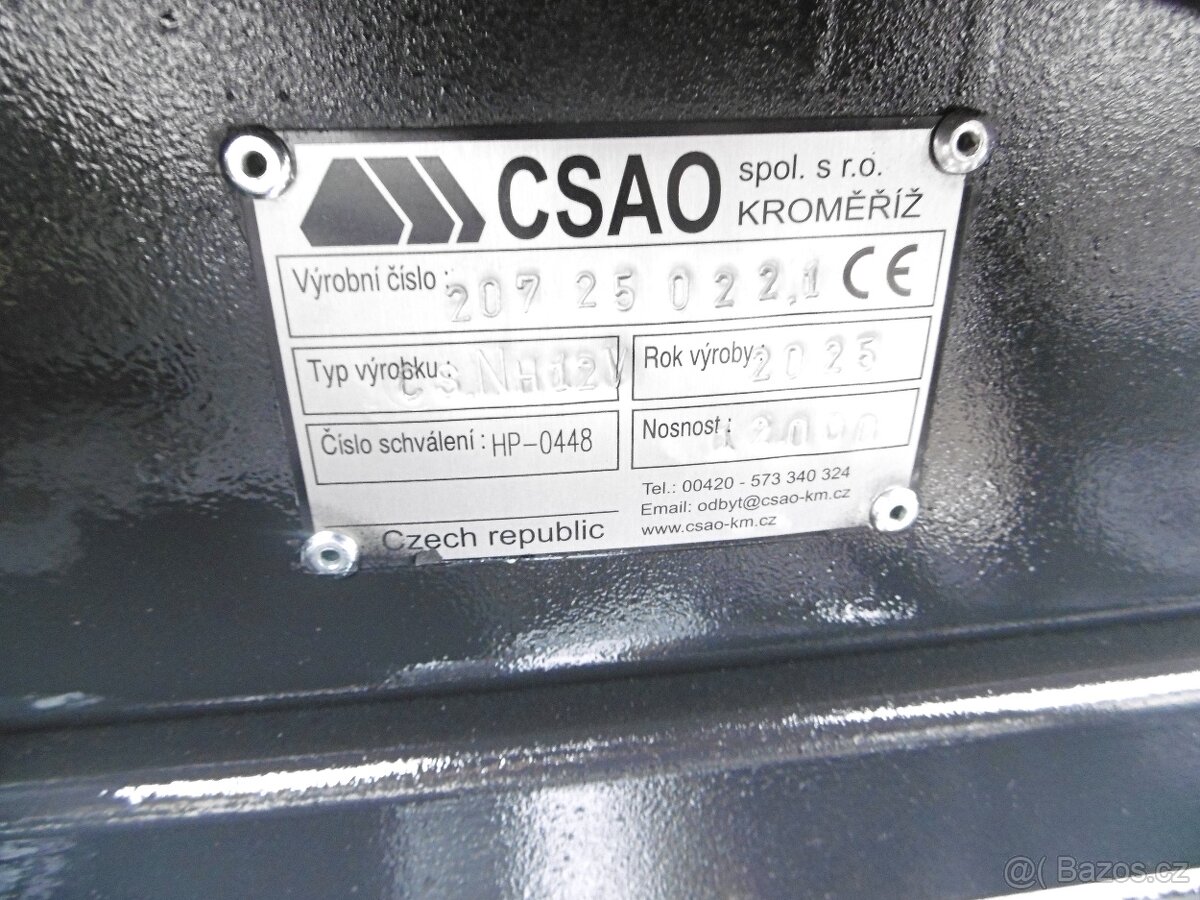 CSAO spol. s r.o.
KROMĚŘÍŽ
Výrobní číslo : 207 25 022.1 CE
Typ výrobku : CS NHd2V
Rok výroby : 2025
Číslo schválení : HP-0448
Nosnost :
Tel.: 00420 - 573 340 324
Email: odbyt@csao-km.cz
www.csao-km.cz
Czech republic
@( Bazos.cz